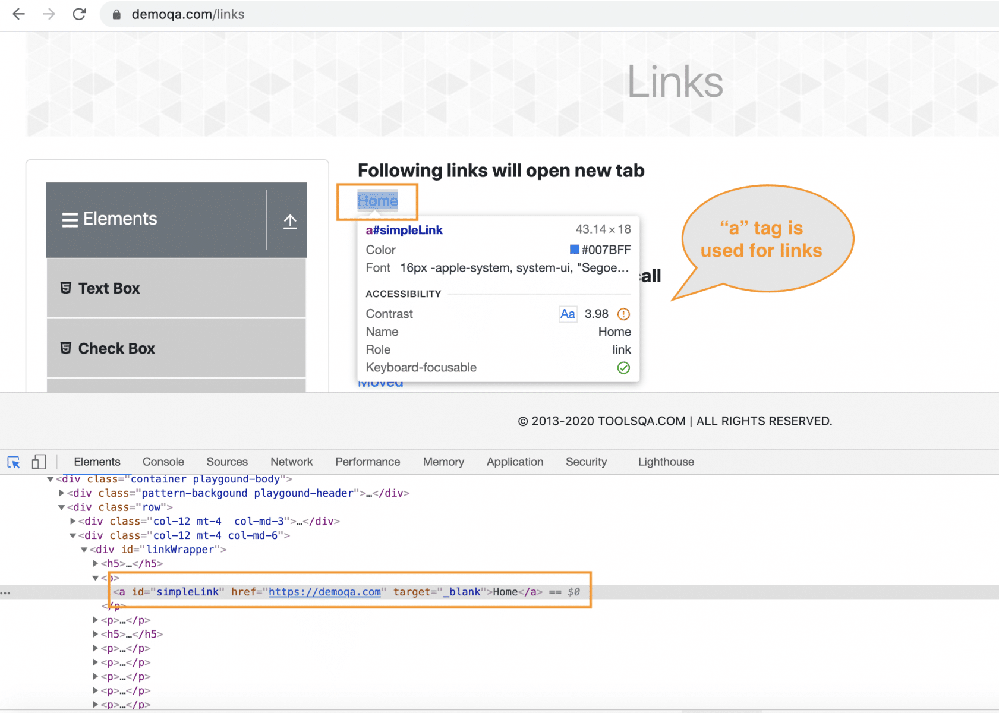 demoqa.com/links
Links
Following links will open new tab
Home
Elements
a#simpleLink 43.14 × 18
Color #007BFF
Font 16px -apple-system, system-ui, "Segoe…
ACCESSIBILITY
Contrast Aa 3.98
Name Home
Role link
Keyboard-focusable
call
“a” tag is
used for links
Text Box
Check Box
Moved
© 2013-2020 TOOLSQA.COM | ALL RIGHTS RESERVED.
Elements Console Sources Network Performance Memory Application Security Lighthouse
<div class="container playgound-body">
<div class="pattern-backgound playgound-header">…</div>
<div class="row">
<div class="col-12 mt-4  col-md-3">…</div>
<div class="col-12 mt-4 col-md-6">
<div id="linkWrapper">
<h5>…</h5>
<p>
<a id="simpleLink" href="https://demoqa.com" target="_blank">Home</a> == $0
</p>
<p>…</p>
<h5>…</h5>
<p>…</p>
<p>…</p>
<p>…</p>
<p>…</p>
<p>…</p>